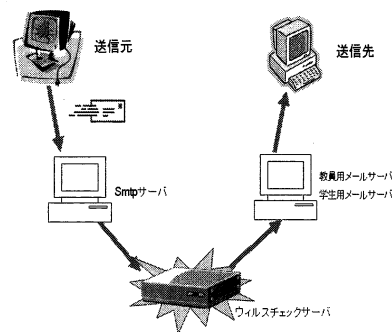 送信元
送信先
Smtpサーバ
教員用メールサーバ
学生用メールサーバ
ウィルスチェックサーバ